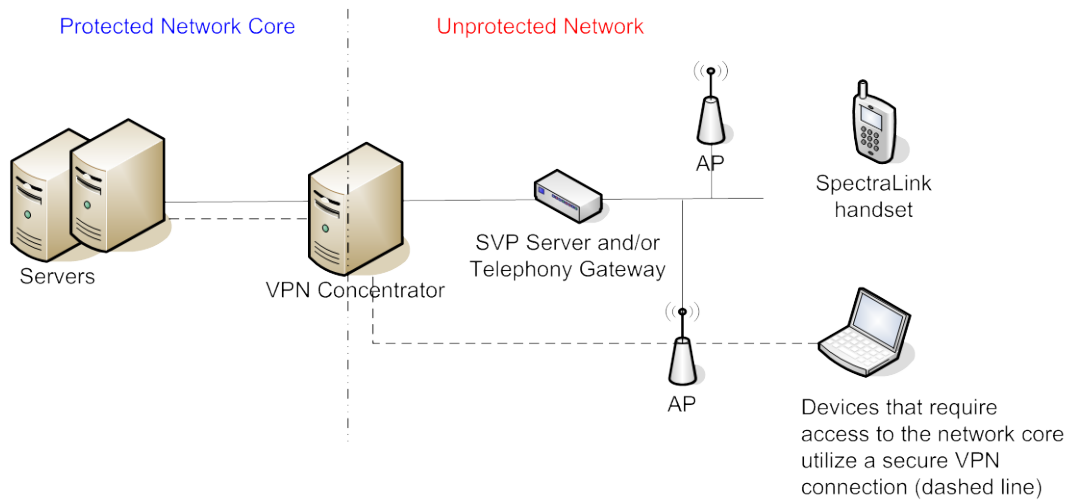 Protected Network Core
Unprotected Network
AP
SpectraLink
handset
SVP Server and/or
Telephony Gateway
Servers
VPN Concentrator
AP
Devices that require
access to the network core
utilize a secure VPN
connection (dashed line)